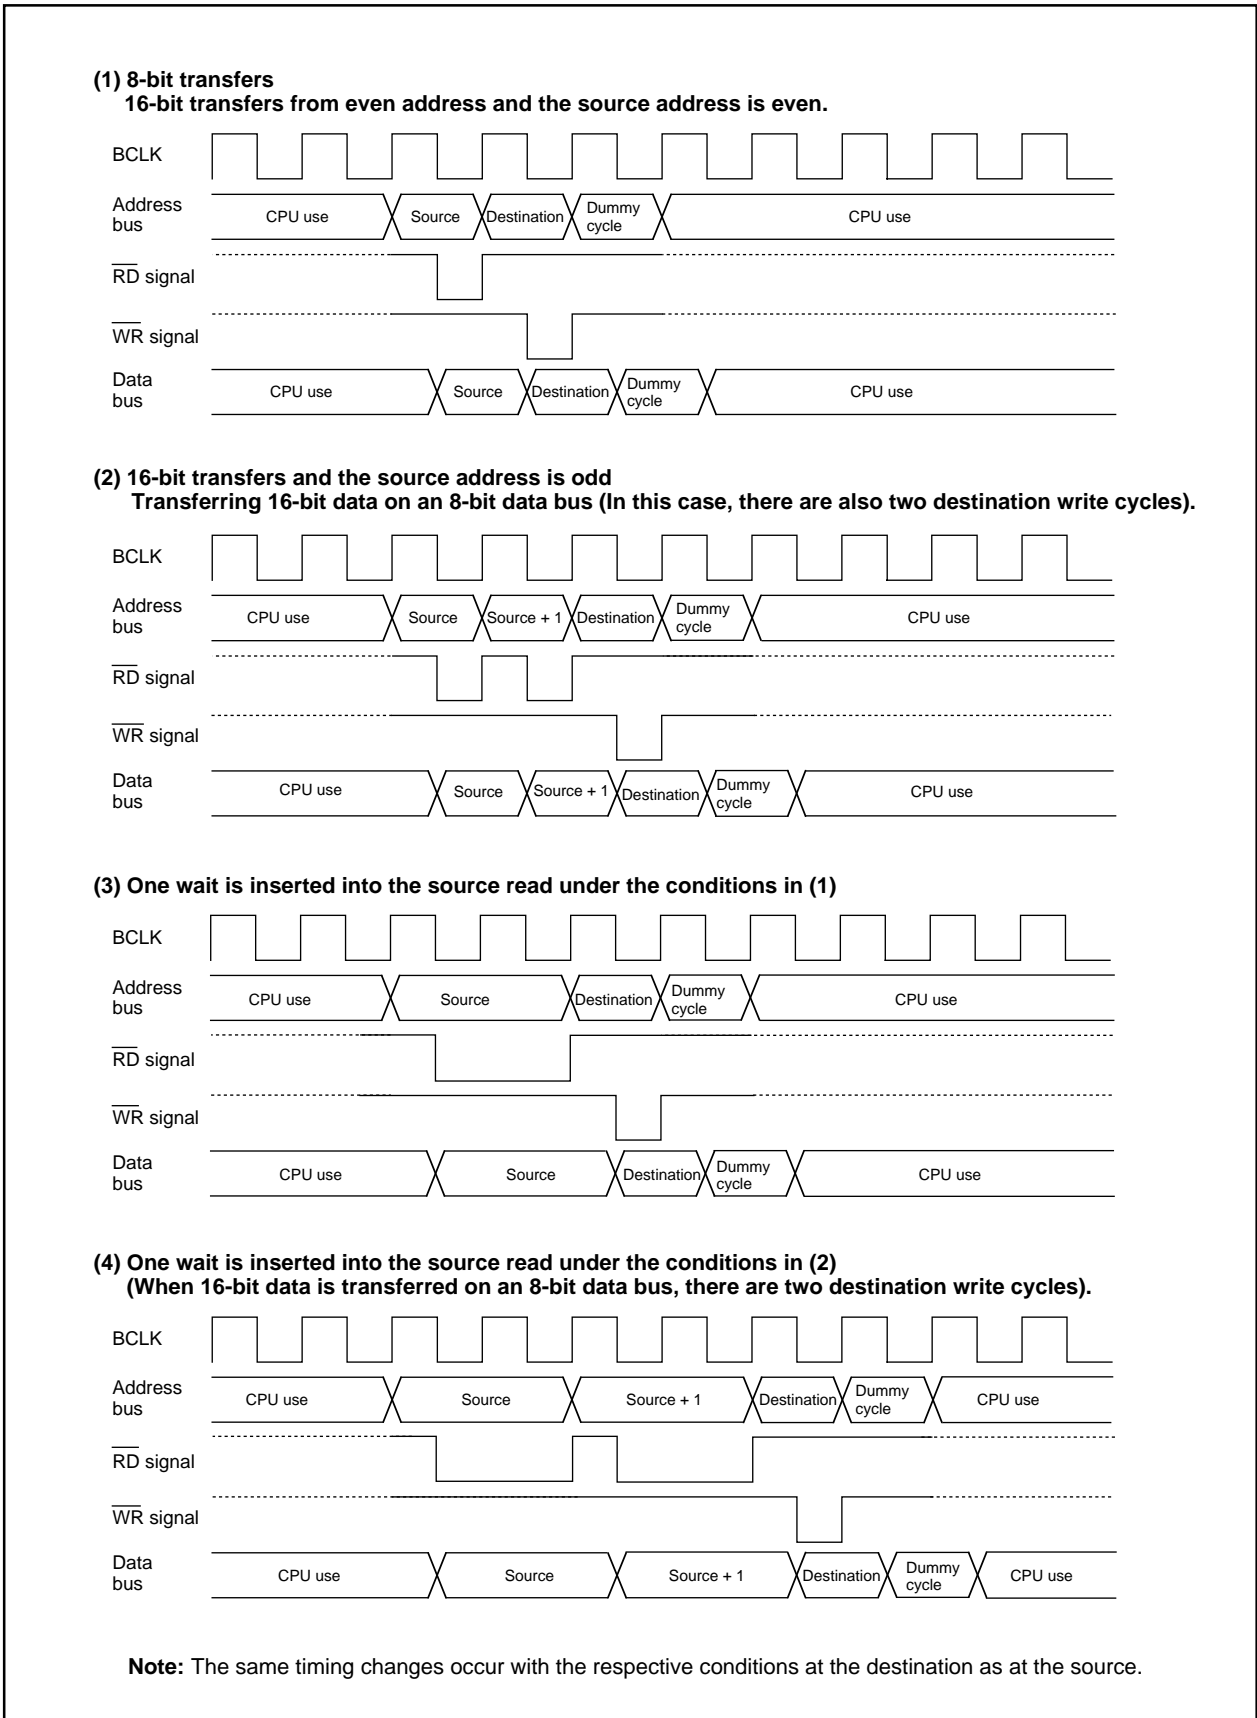 (1) 8-bit transfers
16-bit transfers from even address and the source address is even.
BCLK
Address
bus
CPU use Source Destination Dummy cycle CPU use
RD signal
WR signal
Data
bus
CPU use Source Destination Dummy cycle CPU use
(2) 16-bit transfers and the source address is odd
Transferring 16-bit data on an 8-bit data bus (In this case, there are also two destination write cycles).
BCLK
Address
bus
CPU use Source Source + 1 Destination Dummy cycle CPU use
RD signal
WR signal
Data
bus
CPU use Source Source + 1 Destination Dummy cycle CPU use
(3) One wait is inserted into the source read under the conditions in (1)
BCLK
Address
bus
CPU use Source Destination Dummy cycle CPU use
RD signal
WR signal
Data
bus
CPU use Source Destination Dummy cycle CPU use
(4) One wait is inserted into the source read under the conditions in (2)
(When 16-bit data is transferred on an 8-bit data bus, there are two destination write cycles).
BCLK
Address
bus
CPU use Source Source + 1 Destination Dummy cycle CPU use
RD signal
WR signal
Data
bus
CPU use Source Source + 1 Destination Dummy cycle CPU use
Note: The same timing changes occur with the respective conditions at the destination as at the source.